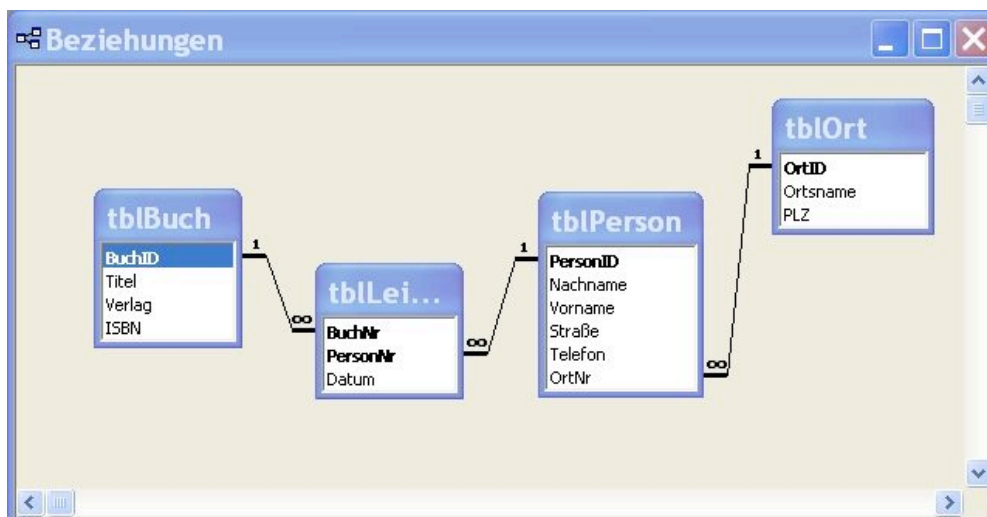 Beziehungen
tblBuch
BuchID
Titel
Verlag
ISBN
1
∞
tblLei...
BuchNr
PersonNr
Datum
∞
1
tblPerson
PersonID
Nachname
Vorname
Straße
Telefon
OrtNr
∞
1
tblOrt
OrtID
Ortsname
PLZ